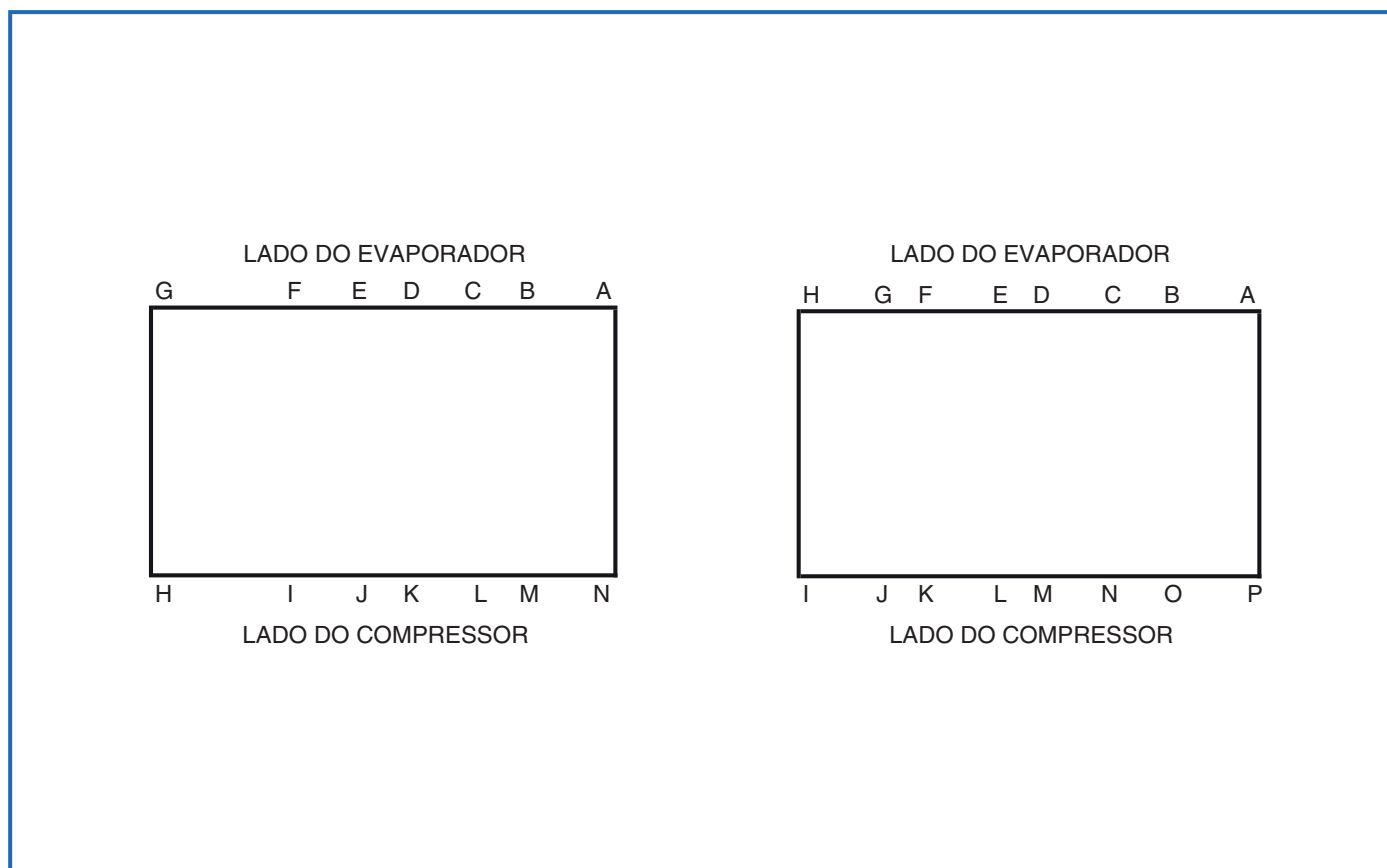 LADO DO EVAPORADOR
G F E D C B A
H I J K L M N
LADO DO COMPRESSOR
LADO DO EVAPORADOR
H G F E D C B A
I J K L M N O P
LADO DO COMPRESSOR